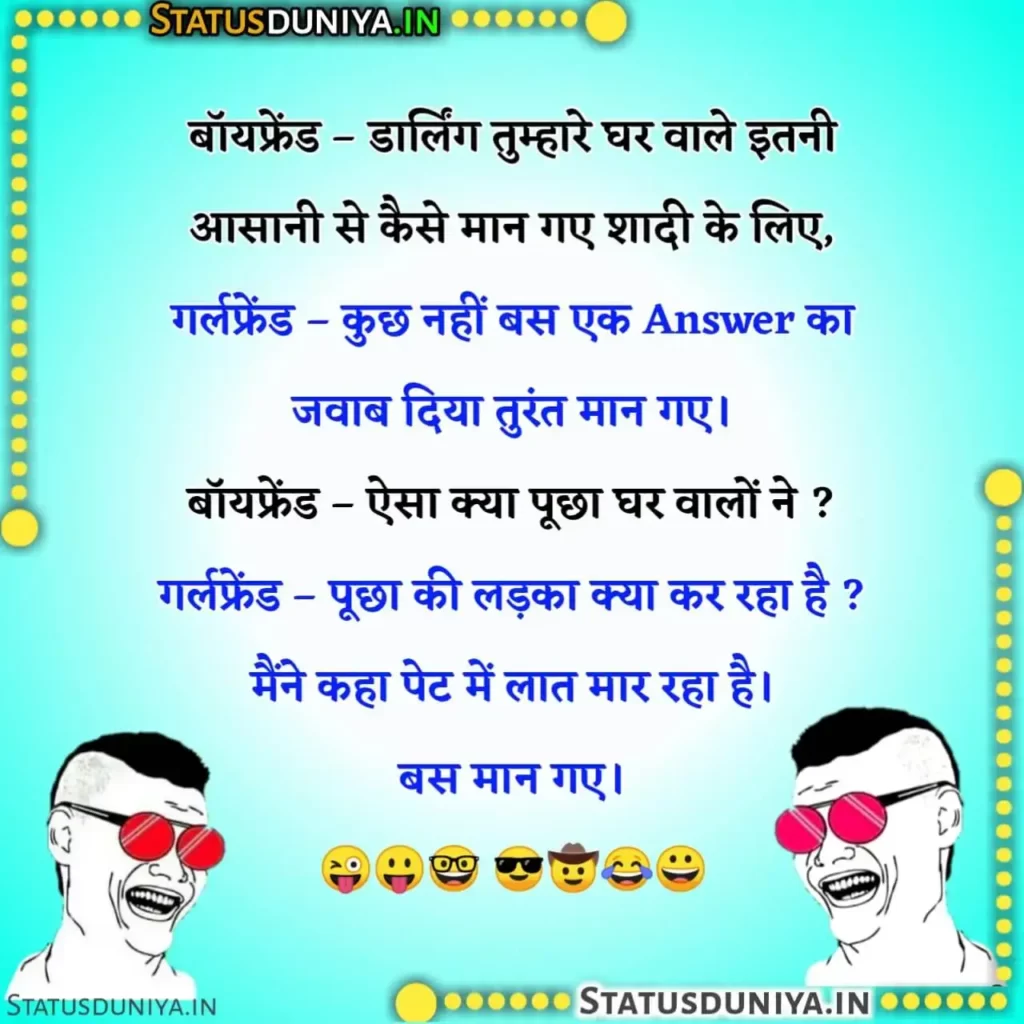 STATUSDUNIYA.IN
बॉयफ्रेंड – डार्लिंग तुम्हारे घर वाले इतनी
आसानी से कैसे मान गए शादी के लिए,
गर्लफ्रेंड – कुछ नहीं बस एक Answer का
जवाब दिया तुरंत मान गए।
बॉयफ्रेंड – ऐसा क्या पूछा घर वालों ने ?
गर्लफ्रेंड – पूछा की लड़का क्या कर रहा है ?
मैंने कहा पेट में लात मार रहा है।
बस मान गए।
😜😛🤓 😎🤠😂😀
STATUSDUNIYA.IN
STATUSDUNIYA.IN